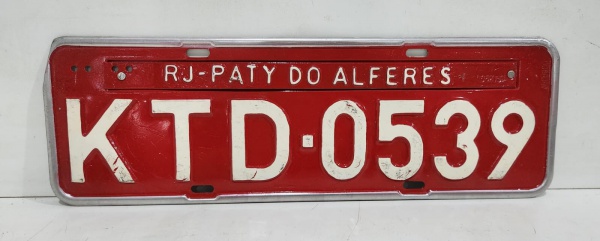 RJ-PATY DO ALFERES
KTD·0539